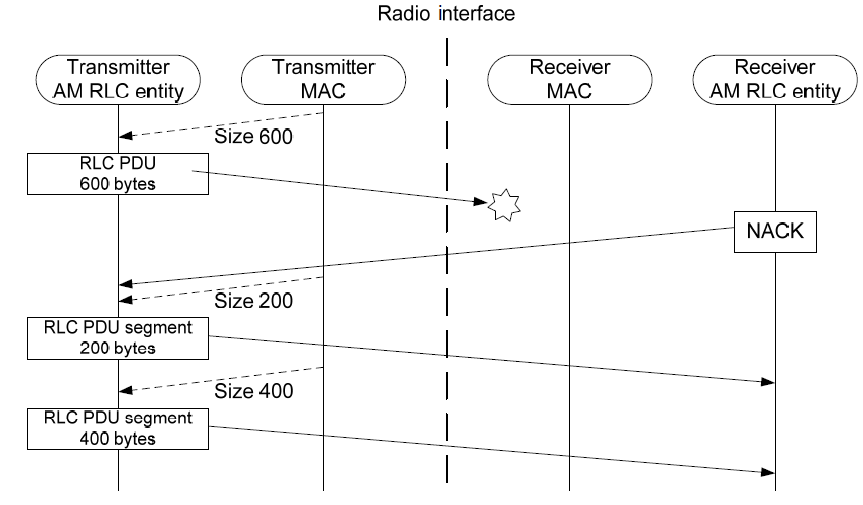 Radio interface
Transmitter
AM RLC entity
Transmitter
MAC
Receiver
MAC
Receiver
AM RLC entity
Size 600
RLC PDU
600 bytes
NACK
Size 200
RLC PDU segment
200 bytes
Size 400
RLC PDU segment
400 bytes